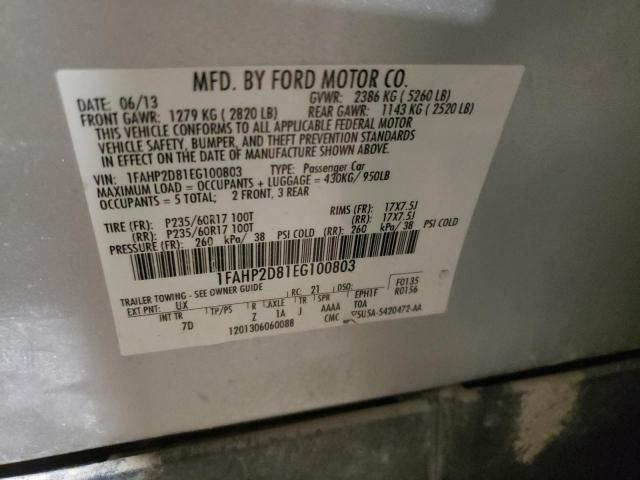 MFD. BY FORD MOTOR CO.
DATE: 06/13 GVWR: 2386 KG ( 5260 LB)
FRONT GAWR: 1279 KG ( 2820 LB) REAR GAWR: 1143 KG ( 2520 LB)
THIS VEHICLE CONFORMS TO ALL APPLICABLE FEDERAL MOTOR
VEHICLE SAFETY, BUMPER, AND THEFT PREVENTION STANDARDS
IN EFFECT ON THE DATE OF MANUFACTURE SHOWN ABOVE.
VIN: 1FAHP2D81EG100803 TYPE: Passenger Car
MAXIMUM LOAD = OCCUPANTS + LUGGAGE = 430KG/950LB
OCCUPANTS = 5 TOTAL; 2 FRONT, 3 REAR
TIRE (FR): P235/60R17 100T RIMS (FR): 17X7.5J
(RR): P235/60R17 100T (RR): 17X7.5J
PRESSURE (FR): 260 kPa/ 38 PSI COLD (RR): 260 kPa/ 38 PSI COLD
1FAHP2D81EG100803
TRAILER TOWING - SEE OWNER GUIDE
EXT PNT: UX RC: 21 DSO: F0135
INT TR TP/PS R AXLE TR SPR EPH1F R0156
7D Z 1A J AAAA TOA
1201306060088 CMC 5U5A-5420472-AA